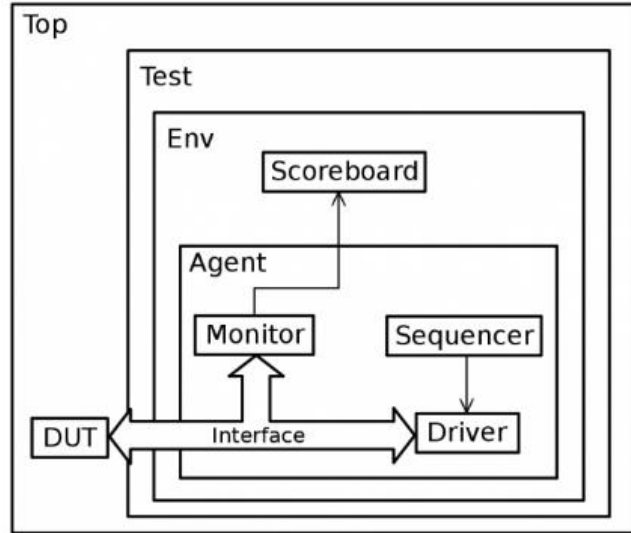 Top
Test
Env
Scoreboard
Agent
Monitor
Sequencer
DUT
Interface
Driver